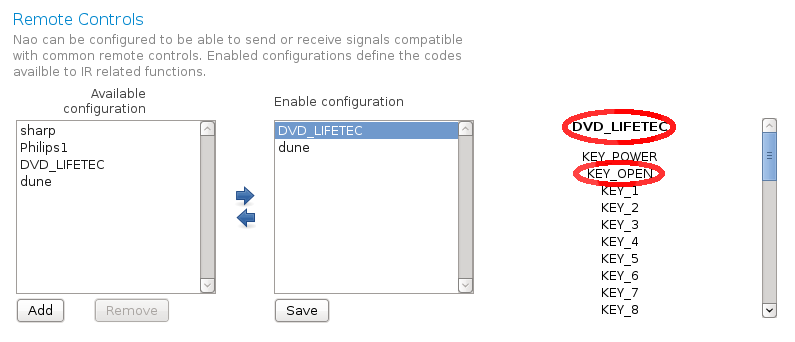 Remote Controls
Nao can be configured to be able to send or receive signals compatible
with common remote controls. Enabled configurations define the codes
availble to IR related functions.
Available
configuration
sharp
Philips1
DVD_LIFETEC
dune
Add
Remove
Enable configuration
DVD_LIFETEC
dune
Save
DVD_LIFETEC
KEY_POWER
KEY_OPEN
KEY_1
KEY_2
KEY_3
KEY_4
KEY_5
KEY_6
KEY_7
KEY_8